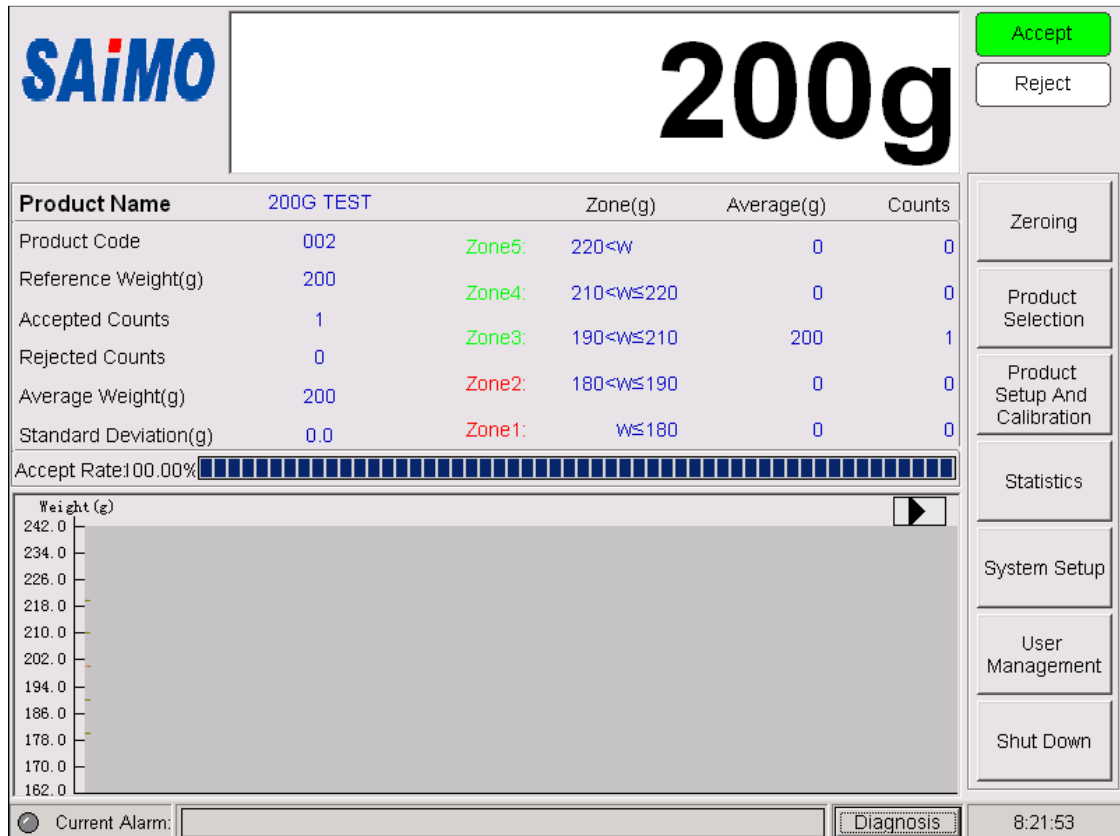 SAiMO
200g
Accept
Reject
Product Name 200G TEST Zone(g) Average(g) Counts
Product Code 002 Zone5: 220<w 0 0
Reference Weight(g) 200 Zone4: 210<w≤220 0 0
Accepted Counts 1 Zone3: 190<w≤210 200 1
Rejected Counts 0
Average Weight(g) 200 Zone2: 180<w≤190 0 0
Standard Deviation(g) 0.0 Zone1: w≤180 0 0
Accept Rate:100.00%
Weight(g)
242.0
234.0
226.0
218.0
210.0
202.0
194.0
186.0
178.0
170.0
162.0
Zeroing
Product
Selection
Product
Setup And
Calibration
Statistics
System Setup
User
Management
Shut Down
Current Alarm: Diagnosis 8:21:53